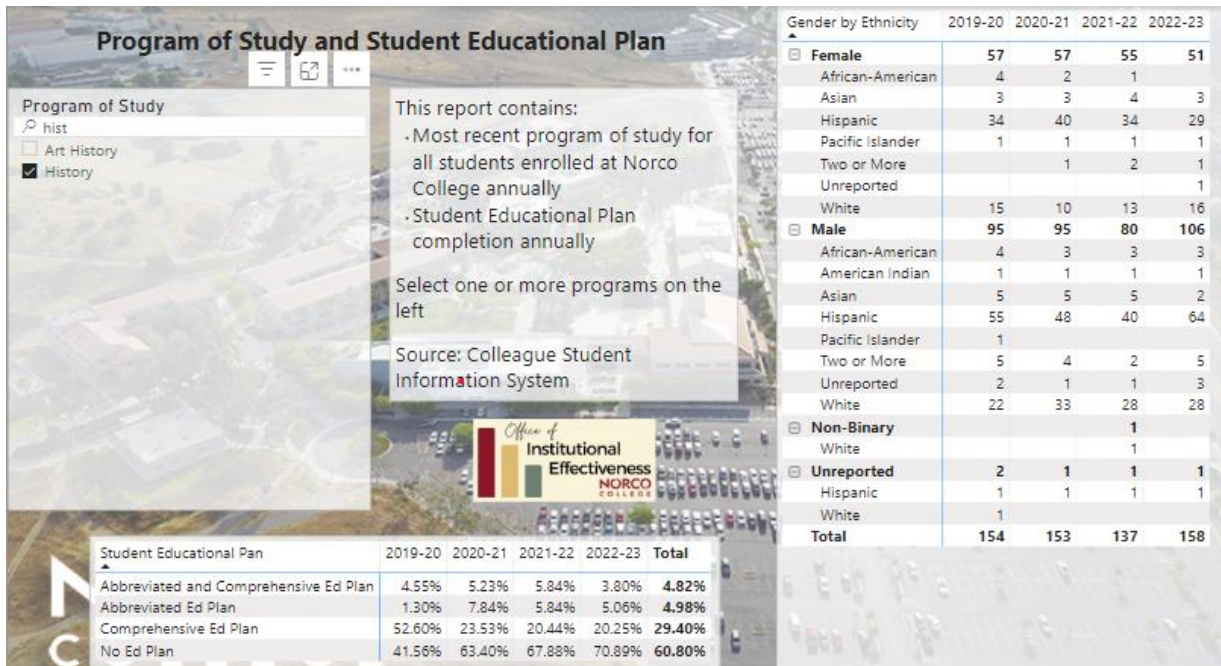 Program of Study and Student Educational Plan
Program of Study
hist
Art History
History
This report contains:
·Most recent program of study for
all students enrolled at Norco
College annually
·Student Educational Plan
completion annually
Select one or more programs on the
left
Source: Colleague Student
Information System
Office of
Institutional
Effectiveness
NORCO
COLLEGE
Student Educational Pan 2019-20 2020-21 2021-22 2022-23 Total
Abbreviated and Comprehensive Ed Plan 4.55% 5.23% 5.84% 3.80% 4.82%
Abbreviated Ed Plan 1.30% 7.84% 5.84% 5.06% 4.98%
Comprehensive Ed Plan 52.60% 23.53% 20.44% 20.25% 29.40%
No Ed Plan 41.56% 63.40% 67.88% 70.89% 60.80%
Gender by Ethnicity 2019-20 2020-21 2021-22 2022-23
Female 57 57 55 51
African-American 4 2 1
Asian 3 3 4 3
Hispanic 34 40 34 29
Pacific Islander 1 1 1 1
Two or More 1 2 1
Unreported 1
White 15 10 13 16
Male 95 95 80 106
African-American 4 3 3 3
American Indian 1 1 1 1
Asian 5 5 5 2
Hispanic 55 48 40 64
Pacific Islander 1
Two or More 5 4 2 5
Unreported 2 1 1 3
White 22 33 28 28
Non-Binary 1
White 1
Unreported 2 1 1 1
Hispanic 1 1 1 1
White 1
Total 154 153 137 158